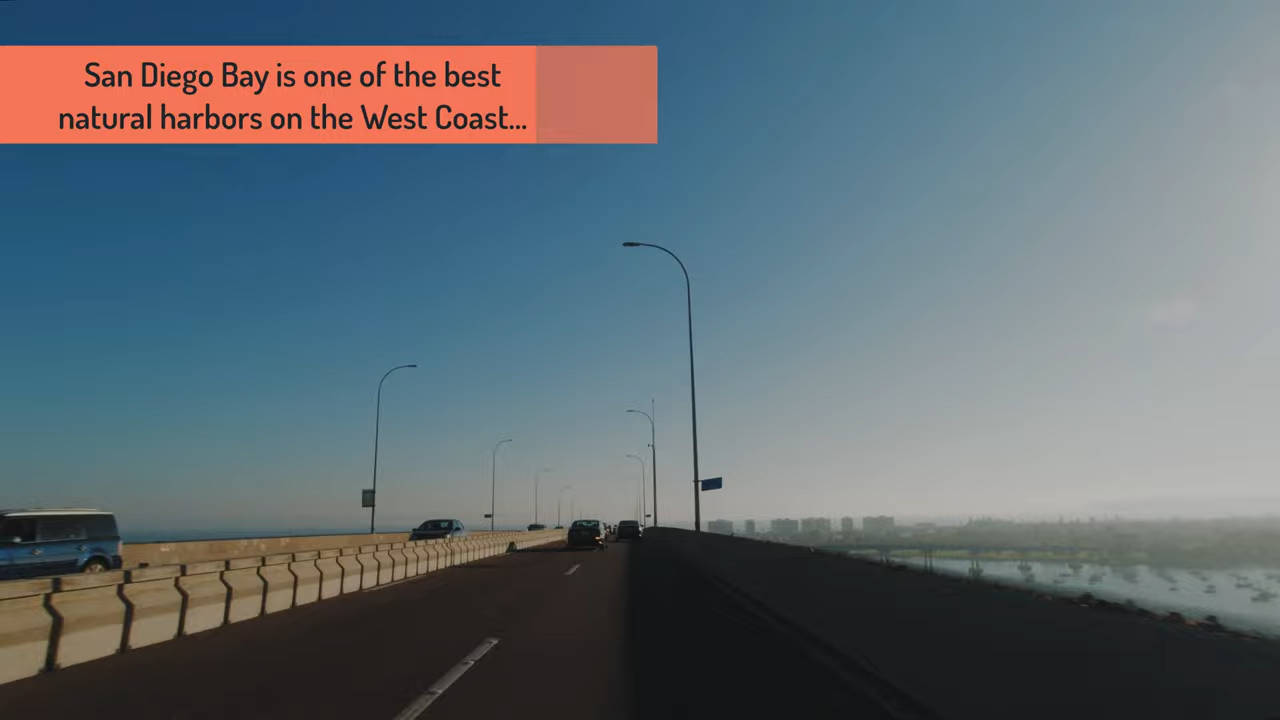 San Diego Bay is one of the best
natural harbors on the West Coast...